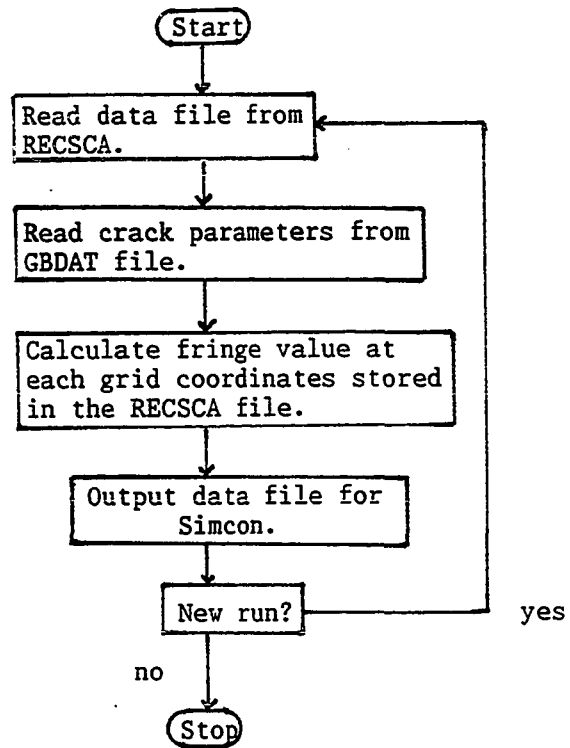 Start
Read data file from
RECSCA.
Read crack parameters from
GBDAT file.
Calculate fringe value at
each grid coordinates stored
in the RECSCA file.
Output data file for
Simcon.
New run?
yes
no
Stop